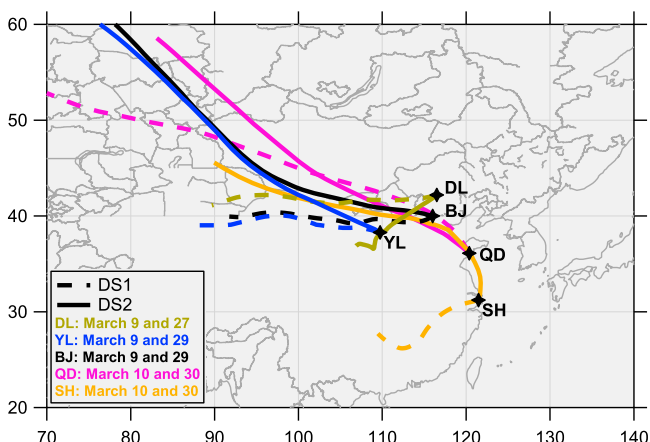 60
50
40
30
20
70
80
90
100
110
120
130
140
DL
BJ
YL
QD
SH
DS1
DS2
DL: March 9 and 27
YL: March 9 and 29
BJ: March 9 and 29
QD: March 10 and 30
SH: March 10 and 30